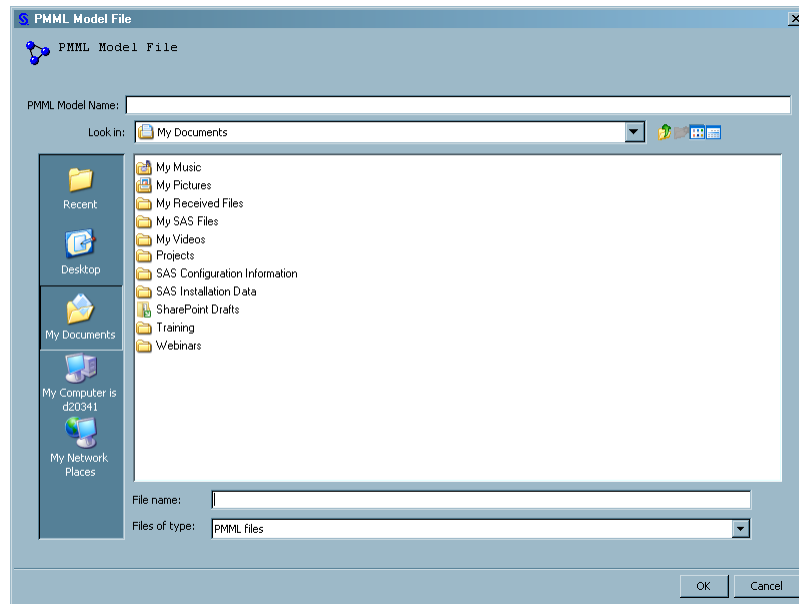 PMML Model File
PMML Model File
PMML Model Name:
Look in: My Documents
Recent
Desktop
My Documents
My Computer is
d20341
My Network
Places
My Music
My Pictures
My Received Files
My SAS Files
My Videos
Projects
SAS Configuration Information
SAS Installation Data
SharePoint Drafts
Training
Webinars
File name:
Files of type: PMML files
OK Cancel